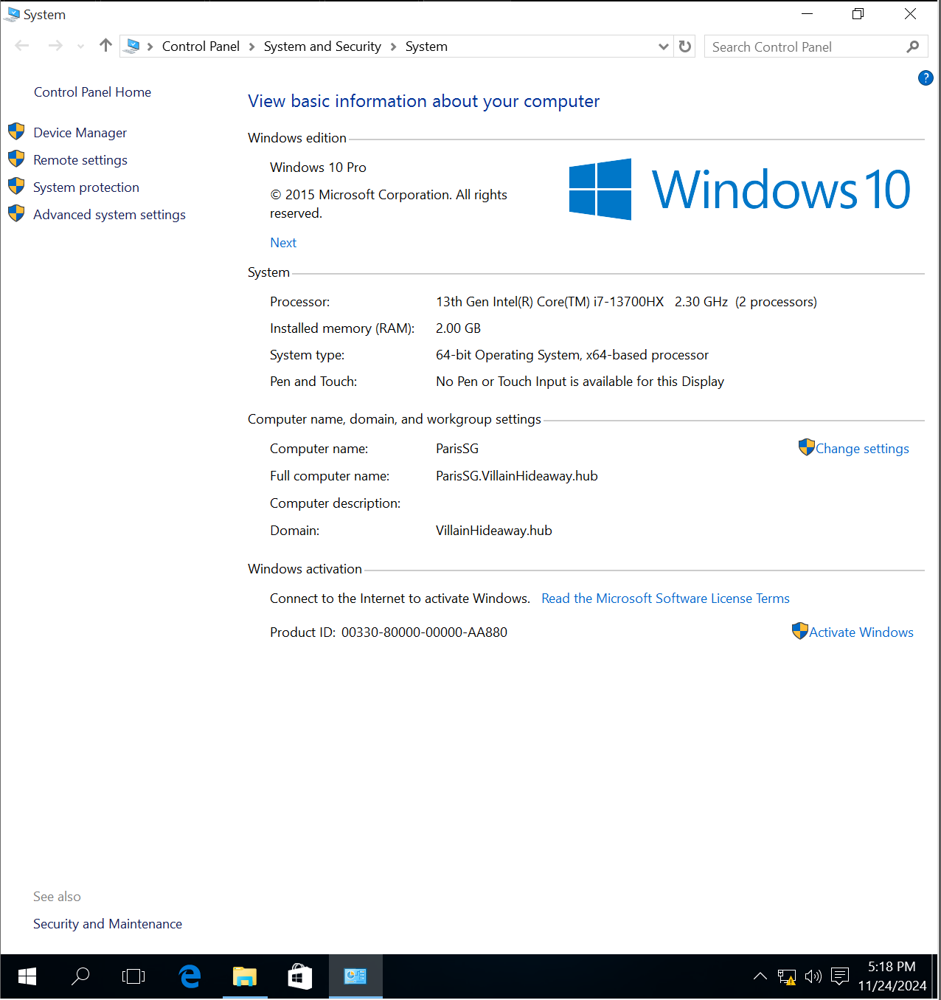 System
Control Panel > System and Security > System
Search Control Panel
?
Control Panel Home
Device Manager
Remote settings
System protection
Advanced system settings
View basic information about your computer
Windows edition
Windows 10 Pro
© 2015 Microsoft Corporation. All rights
reserved.
Next
Windows 10
System
Processor: 13th Gen Intel(R) Core(TM) i7-13700HX 2.30 GHz (2 processors)
Installed memory (RAM): 2.00 GB
System type: 64-bit Operating System, x64-based processor
Pen and Touch: No Pen or Touch Input is available for this Display
Computer name, domain, and workgroup settings
Computer name: ParisSG Change settings
Full computer name: ParisSG.VillainHideaway.hub
Computer description:
Domain: VillainHideaway.hub
Windows activation
Connect to the Internet to activate Windows. Read the Microsoft Software License Terms
Product ID: 00330-80000-00000-AA880 Activate Windows
See also
Security and Maintenance
5:18 PM
11/24/2024